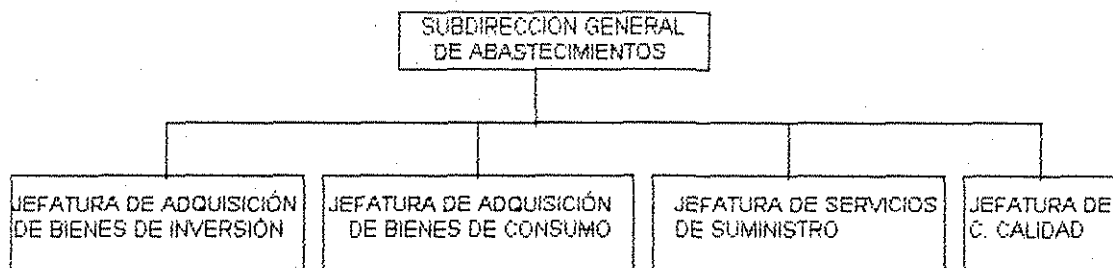 SUBDIRECCION GENERAL
DE ABASTECIMIENTOS
JEFATURA DE ADQUISICIÓN
DE BIENES DE INVERSIÓN
JEFATURA DE ADQUISICIÓN
DE BIENES DE CONSUMO
JEFATURA DE SERVICIOS
DE SUMINISTRO
JEFATURA DE
C. CALIDAD